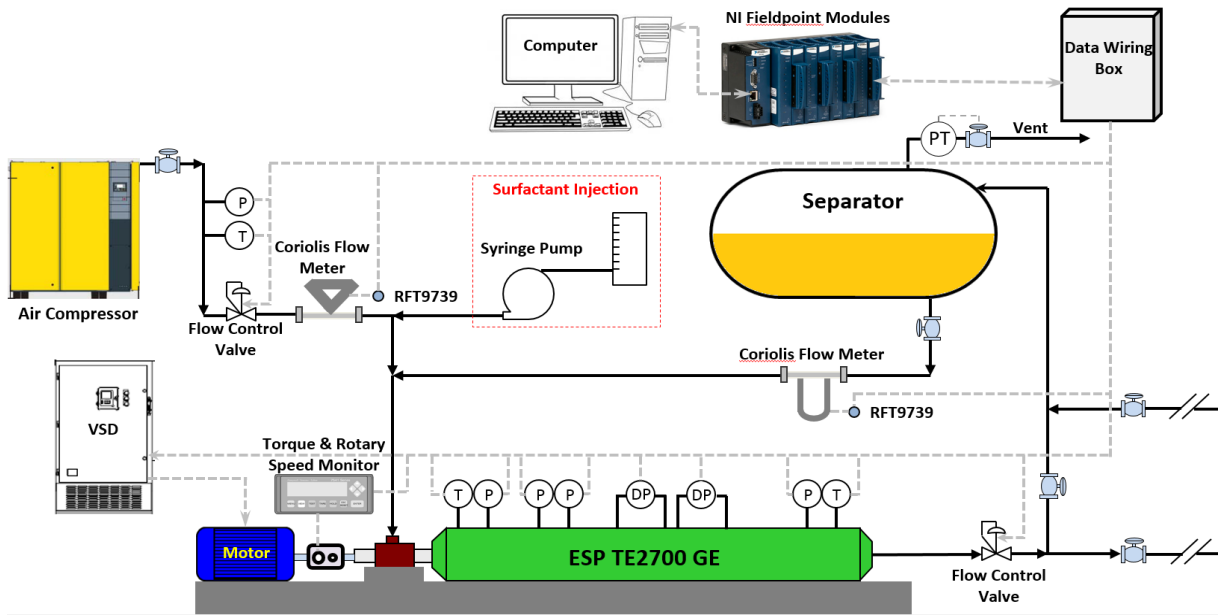 NI Fieldpoint Modules
Computer
Data Wiring
Box
PT
Vent
Surfactant Injection
Separator
P
T
Syringe Pump
Coriolis Flow
Meter
RFT9739
Air Compressor
Flow Control
Valve
Coriolis Flow Meter
RFT9739
VSD
Torque & Rotary
Speed Monitor
T
P
P
P
DP
DP
P
T
Motor
ESP TE2700 GE
Flow Control
Valve